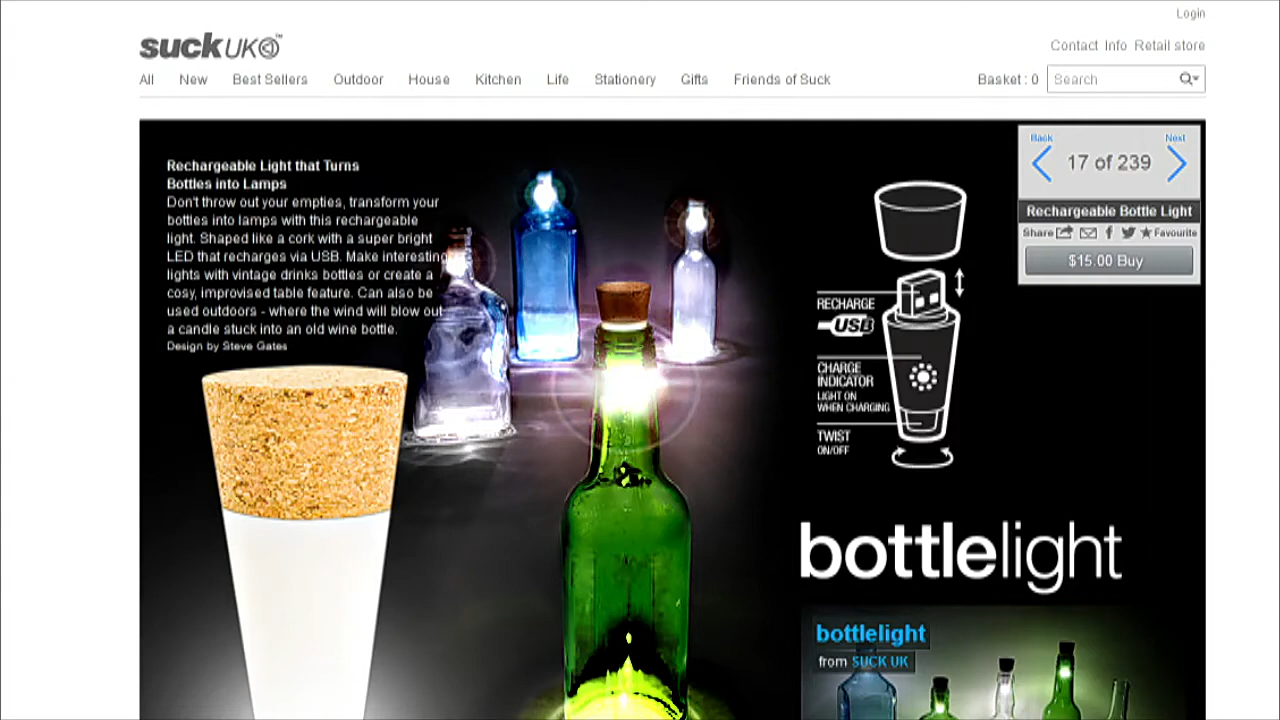 Login
suck UK ™
Contact Info Retail store
All New Best Sellers Outdoor House Kitchen Life Stationery Gifts Friends of Suck Basket : 0 Search
Rechargeable Light that Turns
Bottles into Lamps
Don't throw out your empties, transform your
bottles into lamps with this rechargeable
light. Shaped like a cork with a super bright
LED that recharges via USB. Make interesting
lights with vintage drinks bottles or create a
cosy, improvised table feature. Can also be
used outdoors - where the wind will blow out
a candle stuck into an old wine bottle.
Design by Steve Gates
Back Next
17 of 239
Rechargeable Bottle Light
Share Favourite
$15.00 Buy
RECHARGE
USB
CHARGE
INDICATOR
LIGHT ON
WHEN CHARGING
TWIST
ON/OFF
bottlelight
bottlelight
from SUCK UK